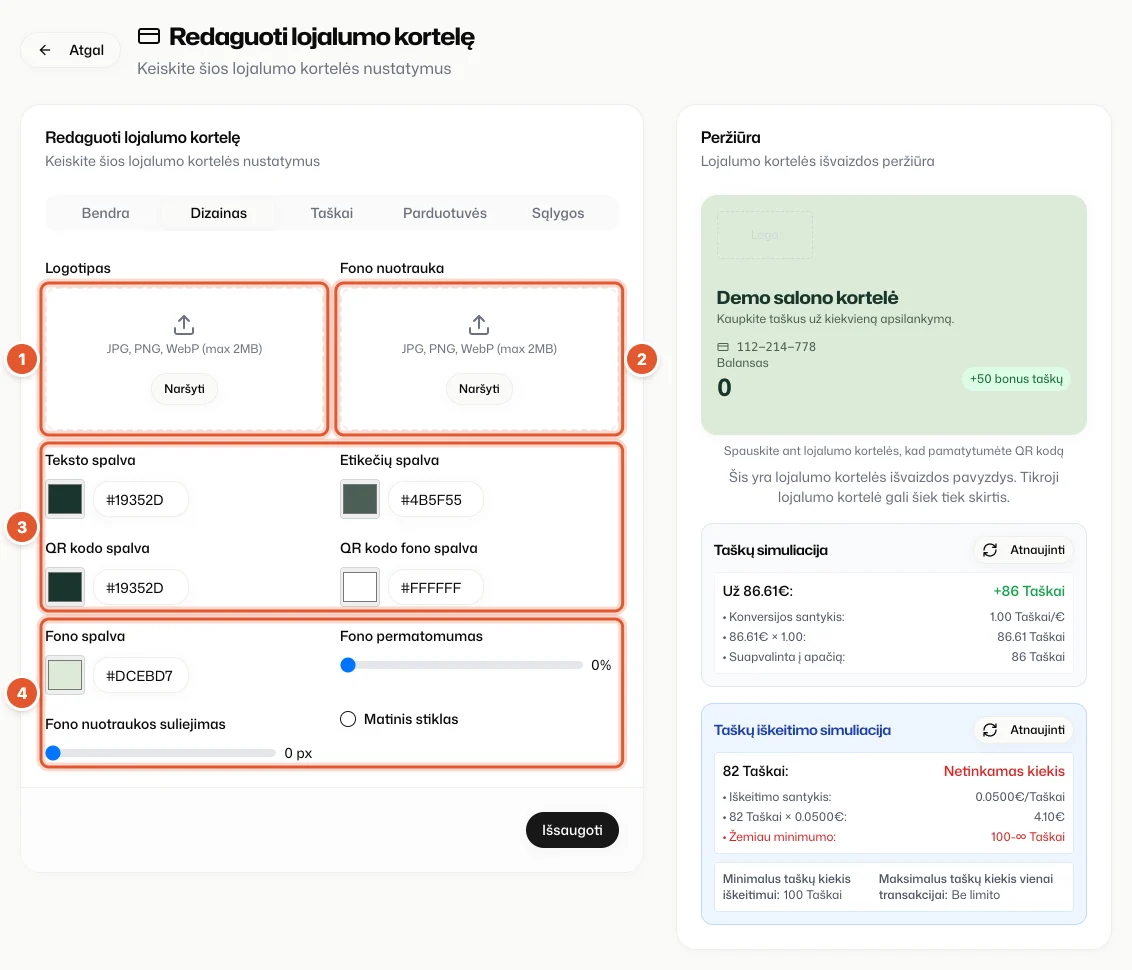 Atgal
Redaguoti lojalumo kortelę
Keiskite šios lojalumo kortelės nustatymus
Redaguoti lojalumo kortelę
Keiskite šios lojalumo kortelės nustatymus
Bendra Dizainas Taškai Parduotuvės Sąlygos
Logotipas
Fono nuotrauka
1
JPG, PNG, WebP (max 2MB)
Naršyti
JPG, PNG, WebP (max 2MB)
Naršyti
2
3
Teksto spalva
#19352D
Etikečių spalva
#4B5F55
QR kodo spalva
#19352D
QR kodo fono spalva
#FFFFFF
4
Fono spalva
#DCEBD7
Fono permatomumas
0%
Fono nuotraukos suliejimas
0 px
Matinis stiklas
Išsaugoti
Peržiūra
Lojalumo kortelės išvaizdos peržiūra
Logo
Demo salono kortelė
Kaupkite taškus už kiekvieną apsilankymą.
112-214-778
Balansas
0
+50 bonus taškų
Spauskite ant lojalumo kortelės, kad pamatytumėte QR kodą
Šis yra lojalumo kortelės išvaizdos pavyzdys. Tikroji
lojalumo kortelė gali šiek tiek skirtis.
Taškų simuliacija
Atnaujinti
Už 86.61€: +86 Taškai
• Konversijos santykis: 1.00 Taškai/€
• 86.61€ × 1.00: 86.61 Taškai
• Suapvalinta į apačią: 86 Taškai
Taškų iškeitimo simuliacija
Atnaujinti
82 Taškai: Netinkamas kiekis
• Iškeitimo santykis: 0.0500€/Taškai
• 82 Taškai × 0.0500€: 4.10€
• Žemiau minimumo: 100-∞ Taškai
Minimalus taškų kiekis
iškeitimui: 100 Taškai
Maksimalus taškų kiekis vienai
transakcijai: Be limito